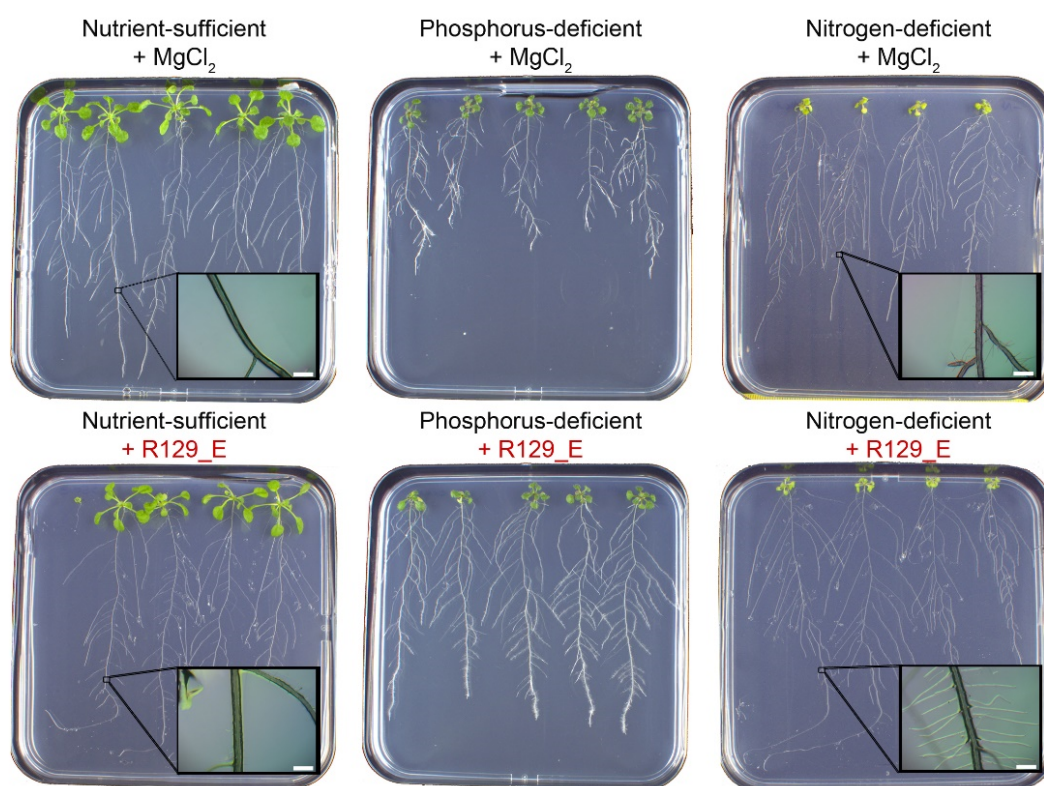 Nutrient-sufficient
+ MgCl₂
Phosphorus-deficient
+ MgCl₂
Nitrogen-deficient
+ MgCl₂
Nutrient-sufficient
+ R129_E
Phosphorus-deficient
+ R129_E
Nitrogen-deficient
+ R129_E